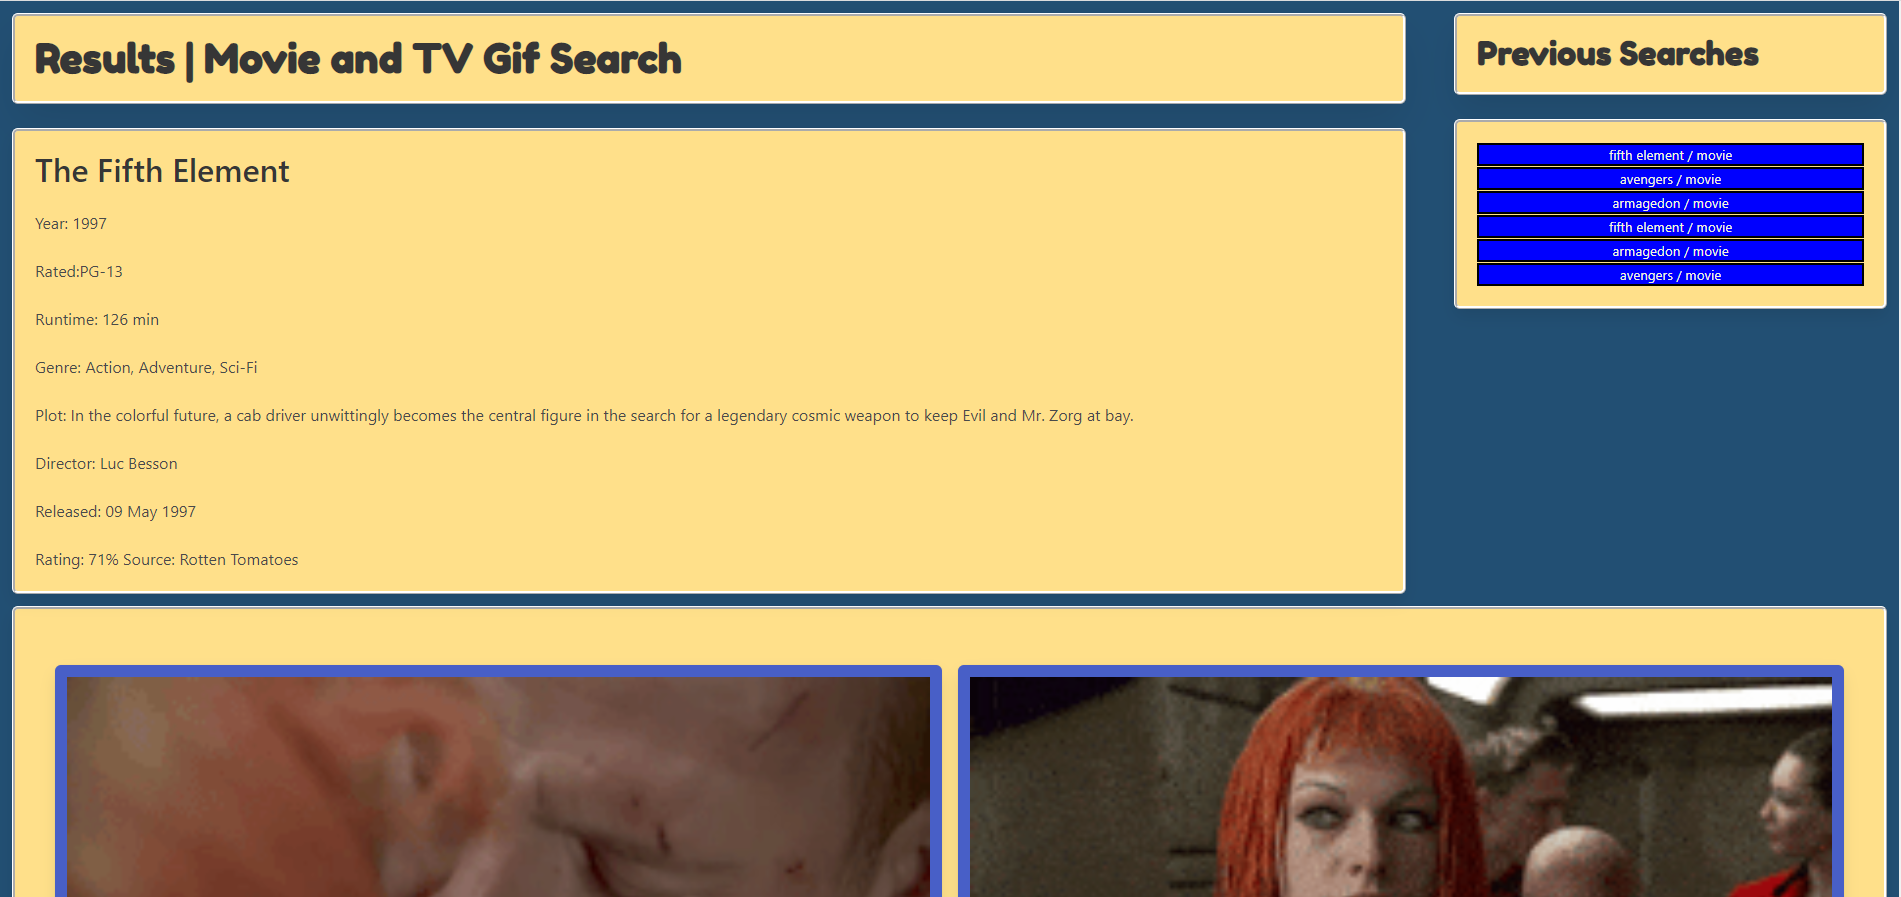 Results | Movie and TV Gif Search
The Fifth Element
Year: 1997
Rated:PG-13
Runtime: 126 min
Genre: Action, Adventure, Sci-Fi
Plot: In the colorful future, a cab driver unwittingly becomes the central figure in the search for a legendary cosmic weapon to keep Evil and Mr. Zorg at bay.
Director: Luc Besson
Released: 09 May 1997
Rating: 71% Source: Rotten Tomatoes
Previous Searches
fifth element / movie
avengers / movie
armagedon / movie
fifth element / movie
armagedon / movie
avengers / movie